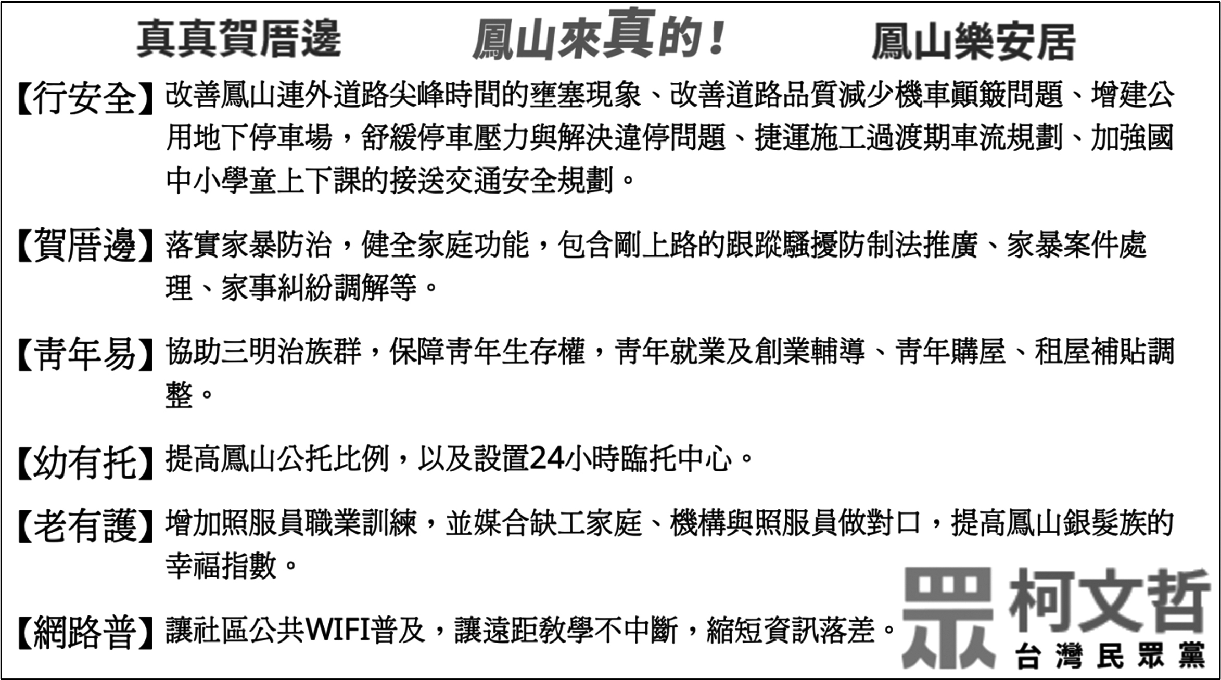 真真賀厝邊 鳳山來真的! 鳳山樂安居
【行安全】改善鳳山連外道路尖峰時間的壅塞現象、改善道路品質減少機車顚簸問題、增建公
用地下停車場，舒緩停車壓力與解決違停問題、捷運施工過渡期車流規劃、加強國
中小學童上下課的接送交通安全規劃。
【賀厝邊】落實家暴防治，健全家庭功能，包含剛上路的跟蹤騷擾防制法推廣、家暴案件處
理、家事糾紛調解等。
【靑年易】協助三明治族群，保障靑年生存權，靑年就業及創業輔導、靑年購屋、租屋補貼調
整。
【幼有托】提高鳳山公托比例，以及設置24小時臨托中心。
【老有護】增加照服員職業訓練，並媒合缺工家庭、機構與照服員做對口，提高鳳山銀髮族的
幸福指數。
【網路普】讓社區公共WIFI普及，讓遠距敎學不中斷，縮短資訊落差。
眾 柯文哲
台灣民眾黨